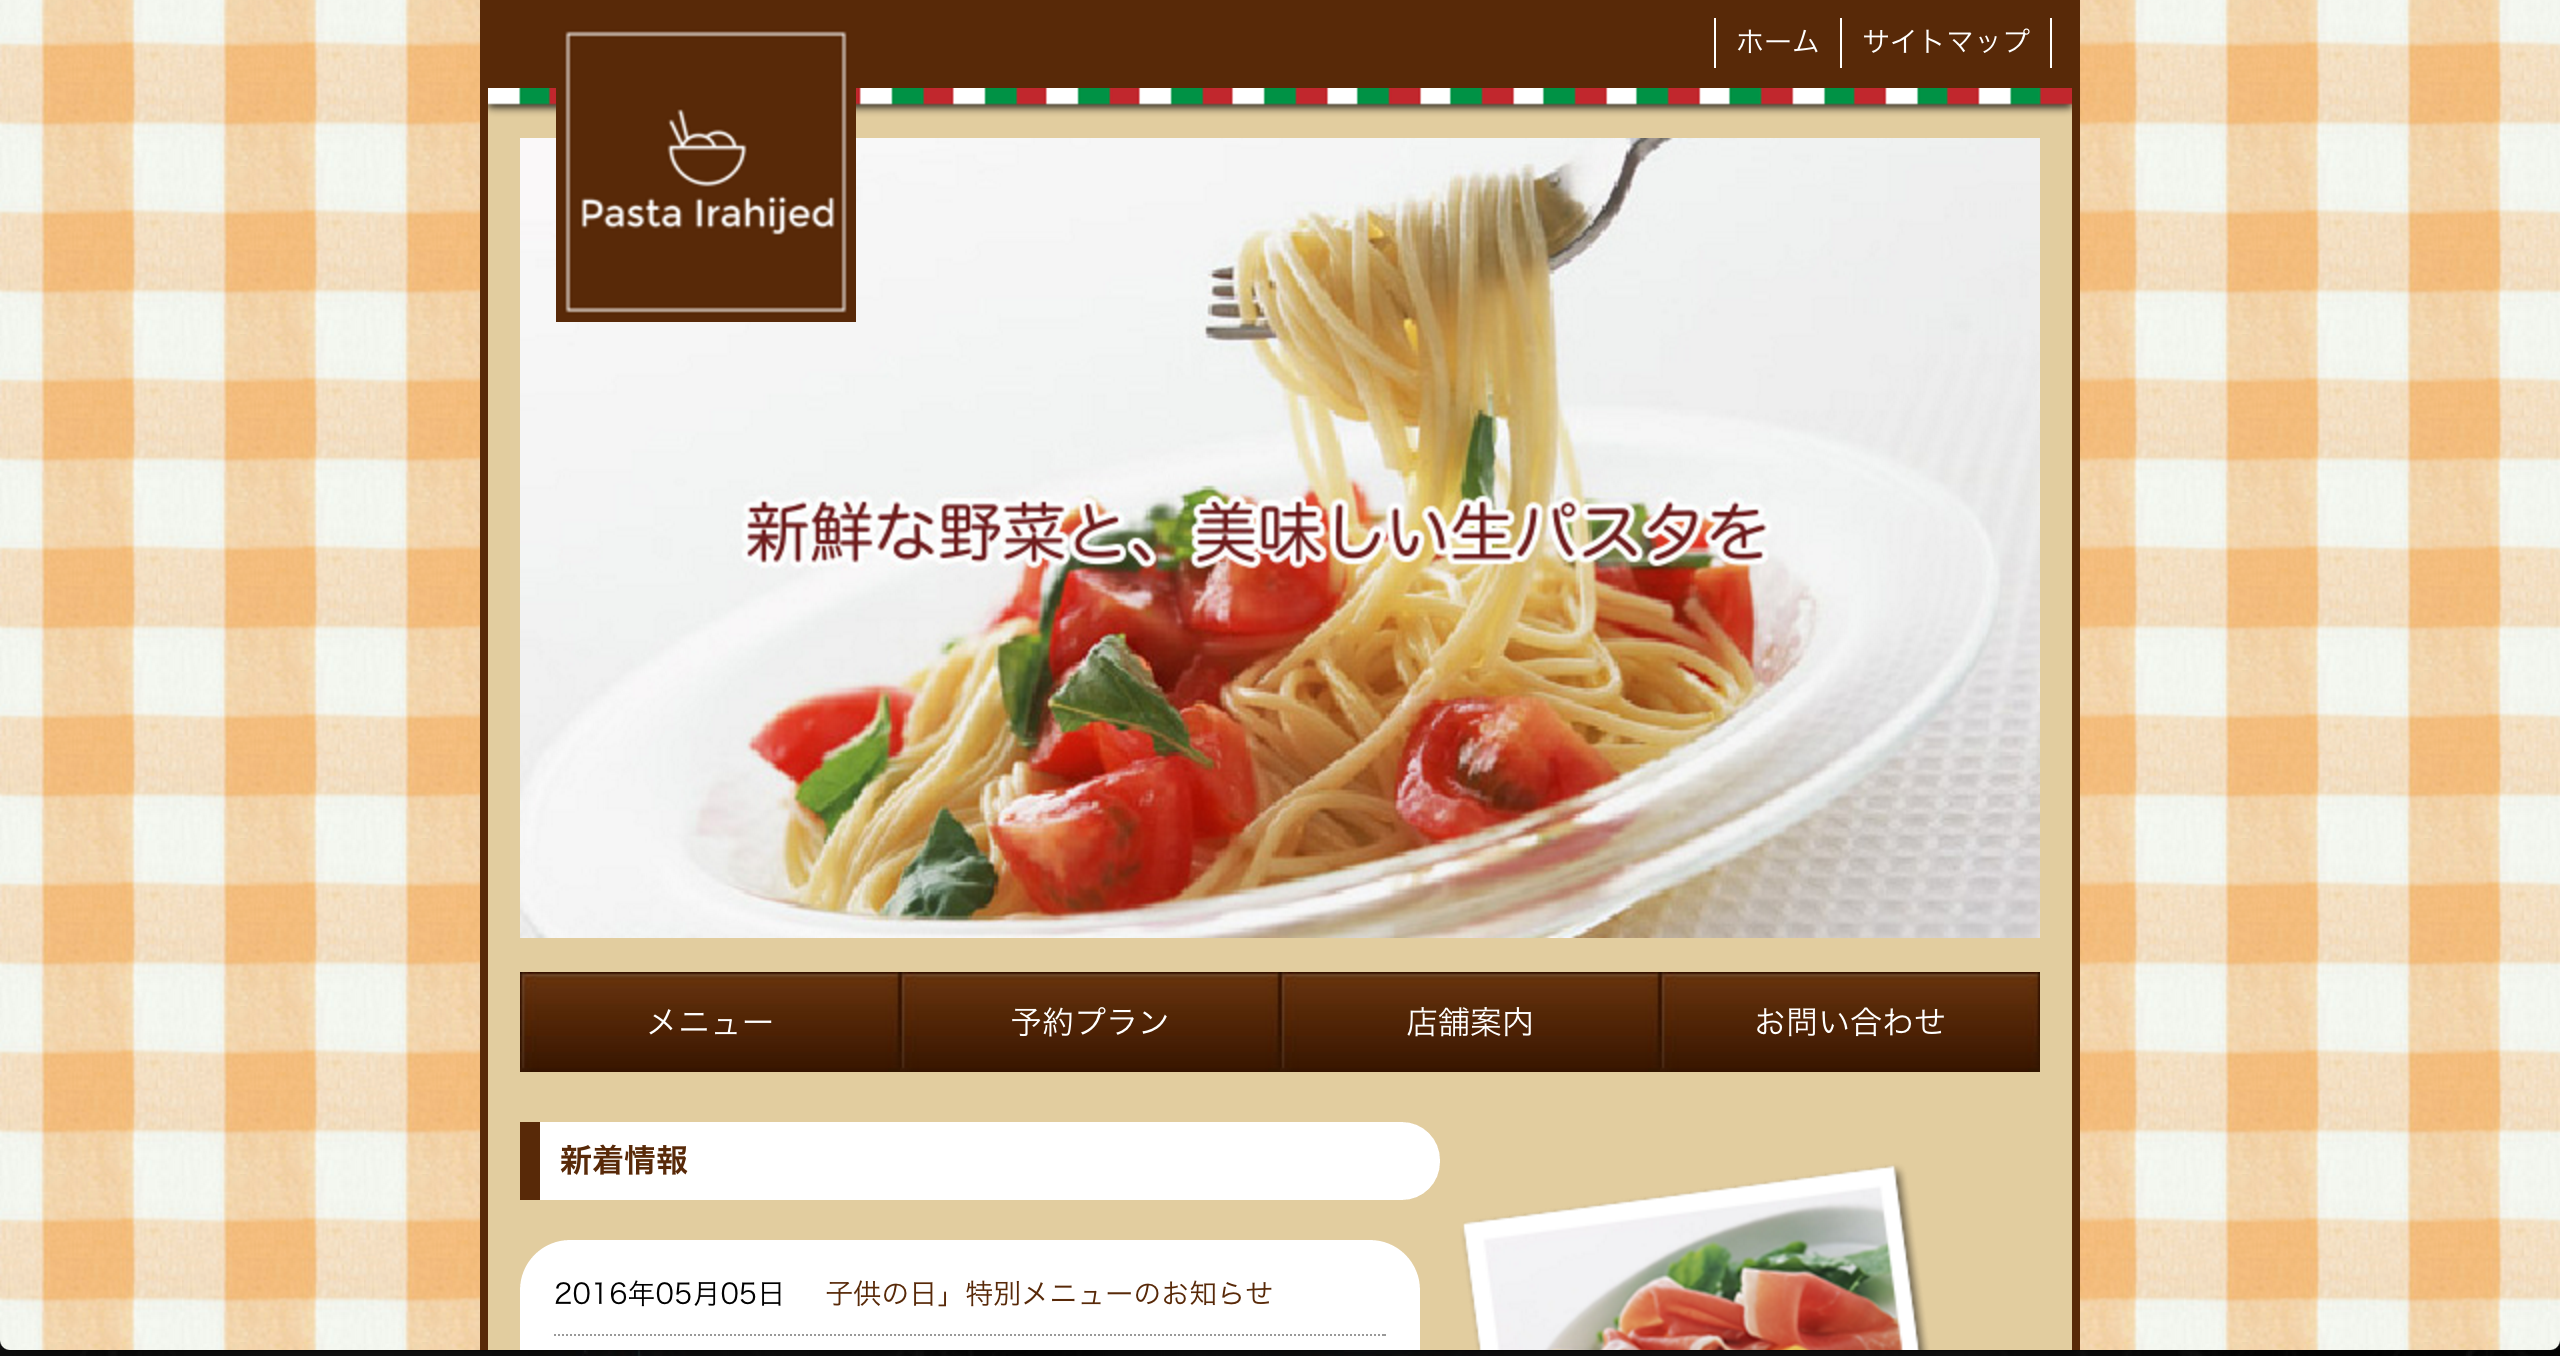 ホーム
サイトマップ
Pasta Irahijed
新鮮な野菜と、美味しい生パスタを
メニュー
予約プラン
店舗案内
お問い合わせ
新着情報
2016年05月05日 子供の日」特別メニューのお知らせ